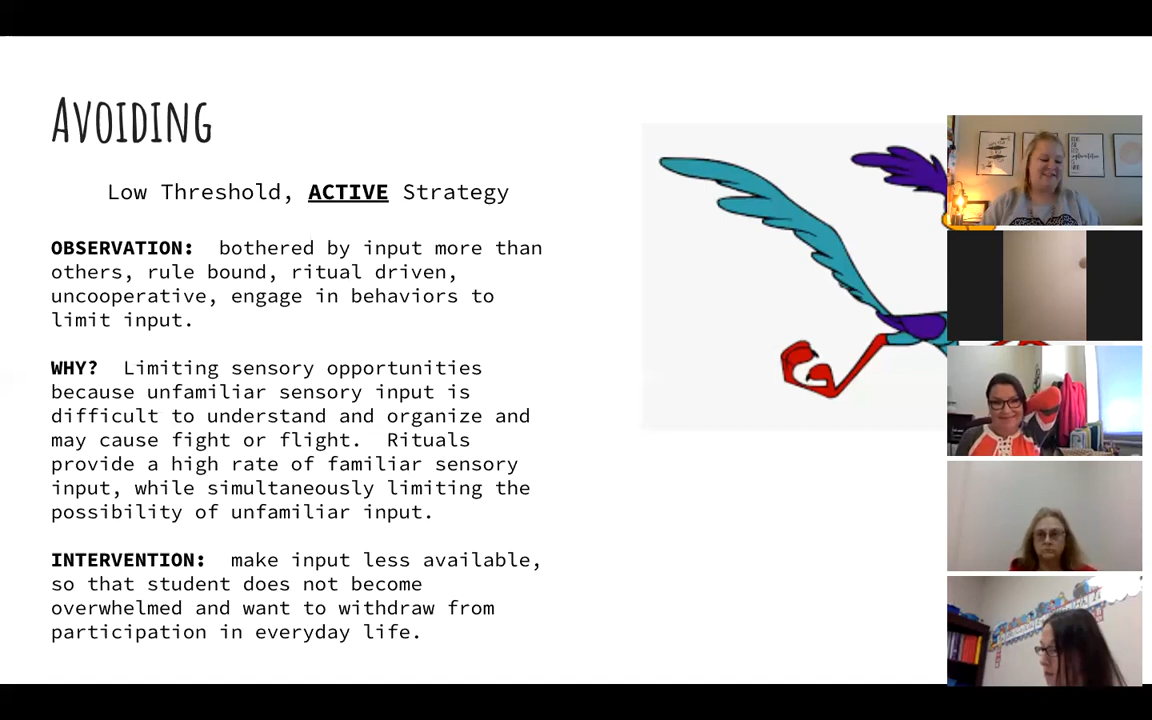 AVOIDING
Low Threshold, ACTIVE Strategy
OBSERVATION: bothered by input more than
others, rule bound, ritual driven,
uncooperative, engage in behaviors to
limit input.
WHY? Limiting sensory opportunities
because unfamiliar sensory input is
difficult to understand and organize and
may cause fight or flight. Rituals
provide a high rate of familiar sensory
input, while simultaneously limiting the
possibility of unfamiliar input.
INTERVENTION: make input less available,
so that student does not become
overwhelmed and want to withdraw from
participation in everyday life.